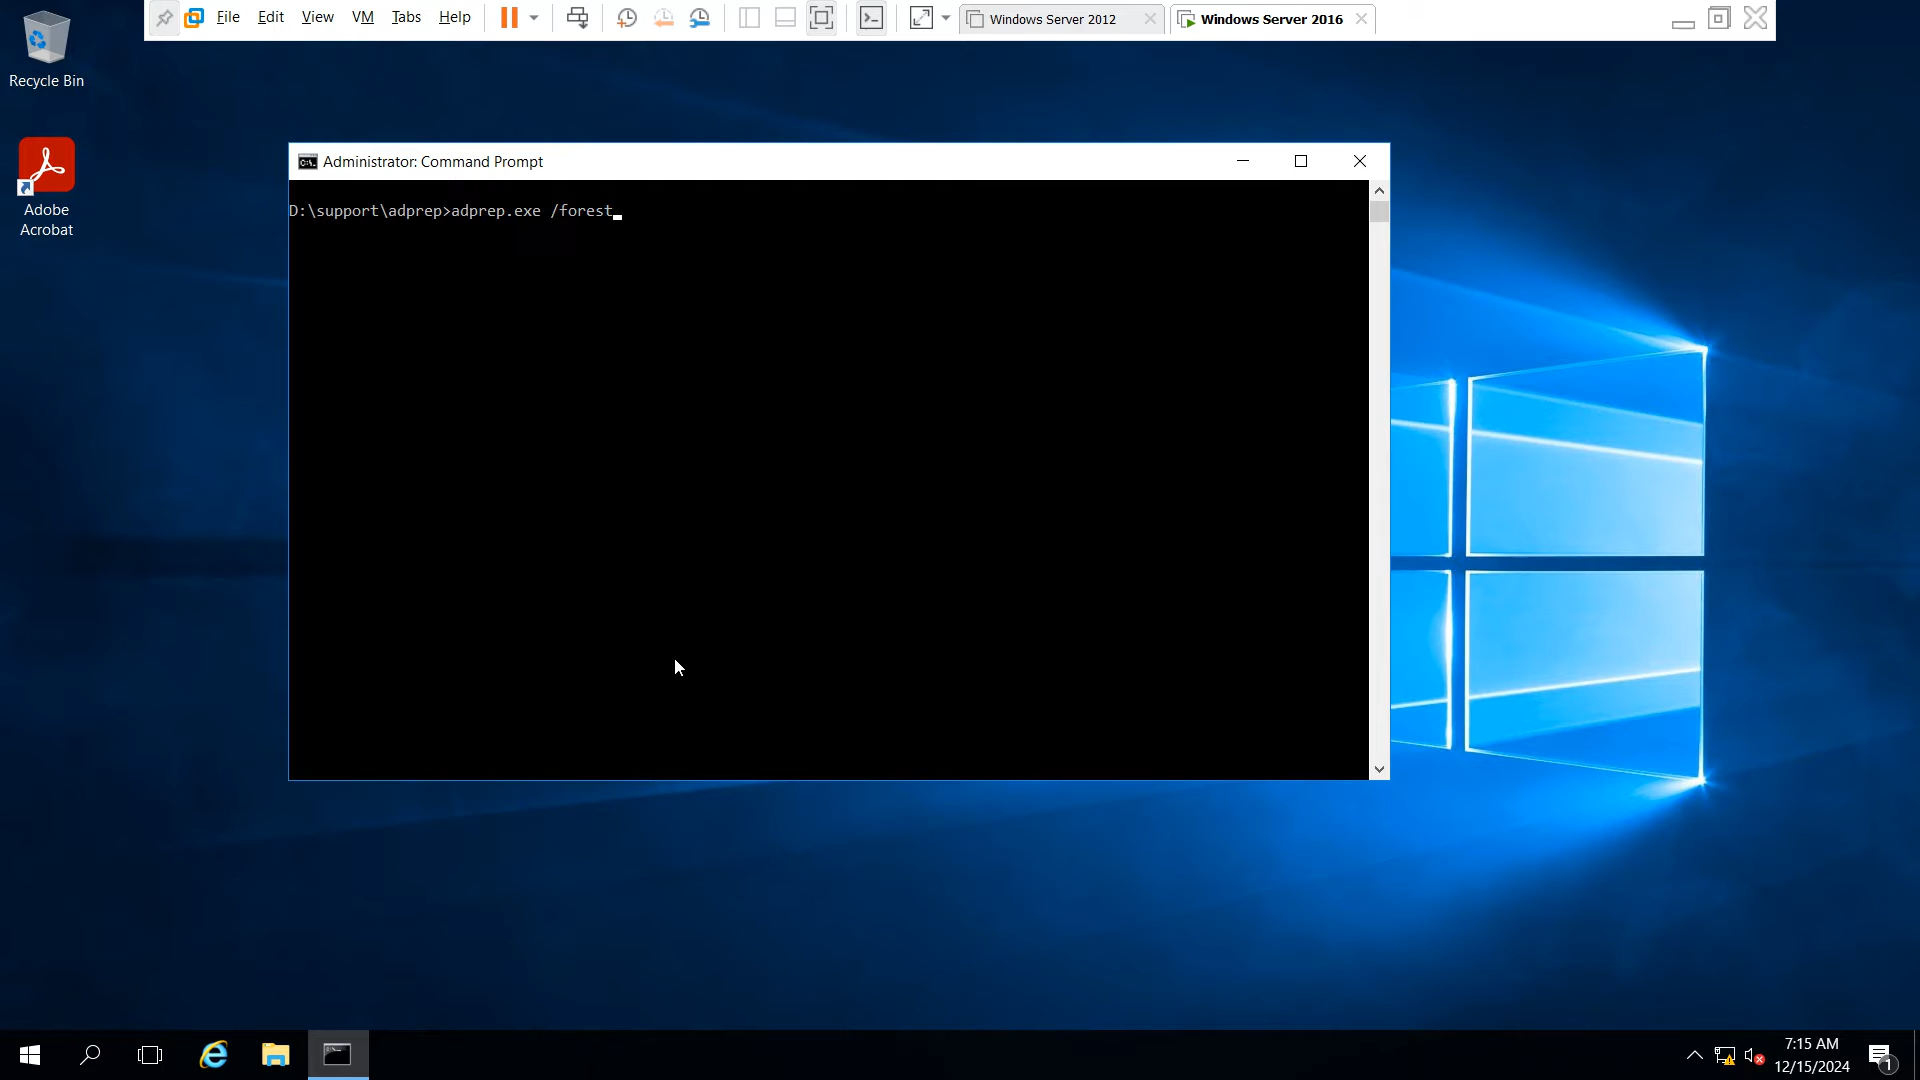 File Edit View VM Tabs Help
Windows Server 2012
Windows Server 2016
Recycle Bin
Adobe
Acrobat
Administrator: Command Prompt
D:\support\adprep>adprep.exe /forest
7:15 AM
12/15/2024
1